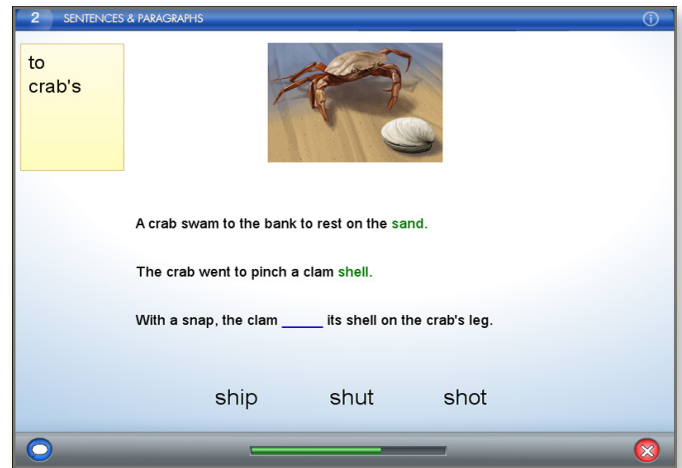 2 SENTENCES & PARAGRAPHS
to
crab's
A crab swam to the bank to rest on the sand.
The crab went to pinch a clam shell.
With a snap, the clam _____ its shell on the crab's leg.
ship shut shot